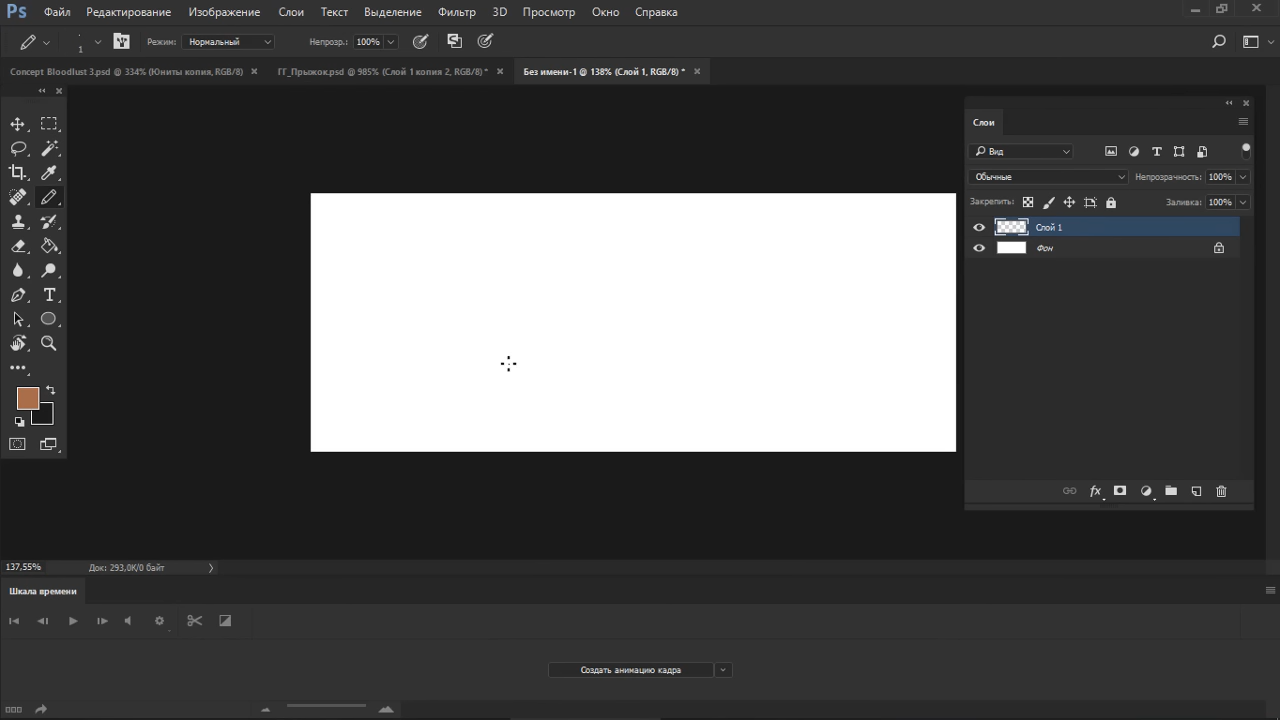 Ps Файл Редактирование Изображение Слои Текст Выделение Фильтр 3D Просмотр Окно Справка
1 Режим: Нормальный Непрозр.: 100%
Concept Bloodlust 3.psd @ 334% (Юниты копия, RGB/8) ГГ_Прыжок.psd @ 985% (Слой 1 копия 2, RGB/8) * Без имени-1 @ 138% (Слой 1, RGB/8) *
Слои
Вид
Обычные Непрозрачность: 100%
Закрепить: Заливка: 100%
Слой 1
Фон
fx
137,55% Док: 293,0K/0 байт
Шкала времени
Создать анимацию кадра